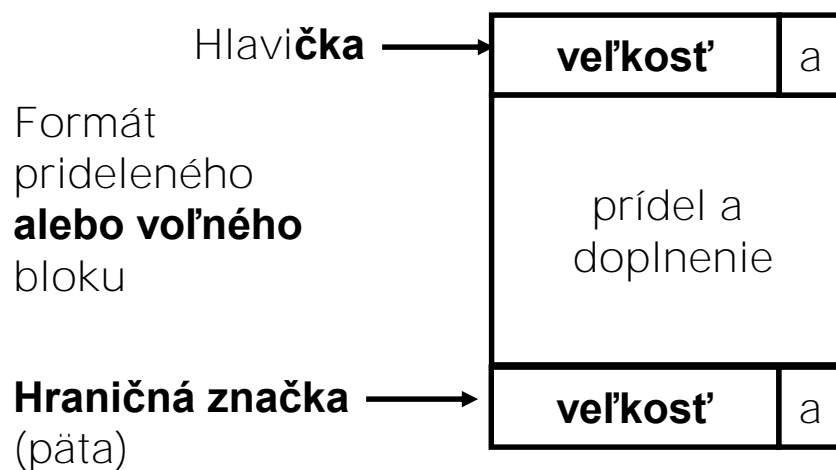 Hlavička
veľkosť a
Formát
prideleného
alebo voľného
bloku
prídel a
doplnenie
Hraničná značka
(päta)
veľkosť a